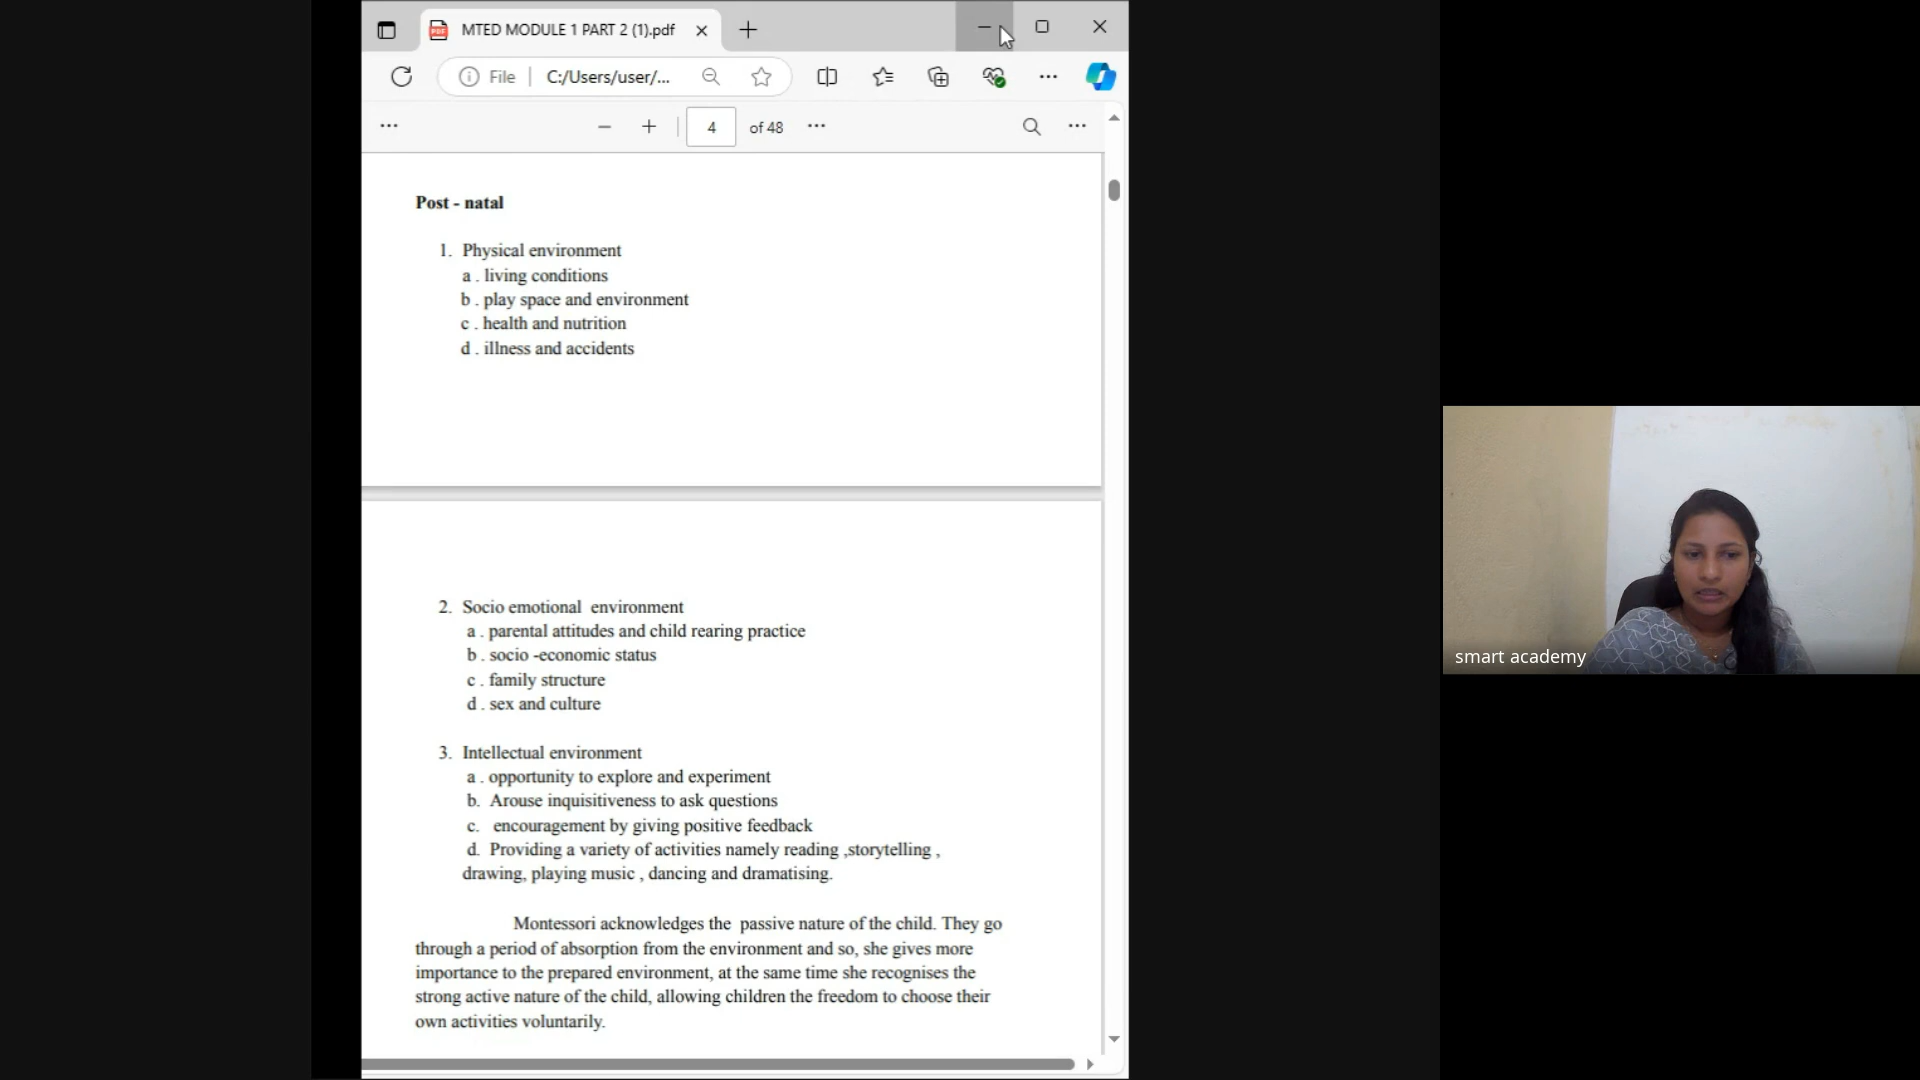 MTED MODULE 1 PART 2 (1).pdf
File C:/Users/user/...
4 of 48
Post - natal
1. Physical environment
a . living conditions
b . play space and environment
c . health and nutrition
d . illness and accidents
2. Socio emotional environment
a . parental attitudes and child rearing practice
b . socio -economic status
c . family structure
d . sex and culture
3. Intellectual environment
a . opportunity to explore and experiment
b. Arouse inquisitiveness to ask questions
c. encouragement by giving positive feedback
d. Providing a variety of activities namely reading ,storytelling ,
drawing, playing music , dancing and dramatising.
Montessori acknowledges the passive nature of the child. They go
through a period of absorption from the environment and so, she gives more
importance to the prepared environment, at the same time she recognises the
strong active nature of the child, allowing children the freedom to choose their
own activities voluntarily.
smart academy